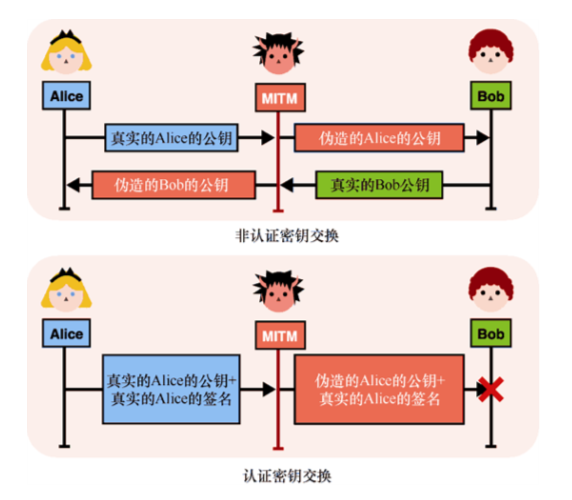 Alice
MITM
Bob
真实的Alice的公钥
伪造的Alice的公钥
伪造的Bob的公钥
真实的Bob公钥
非认证密钥交换
Alice
MITM
Bob
真实的Alice的公钥+
真实的Alice的签名
伪造的Alice的公钥+
真实的Alice的签名
认证密钥交换